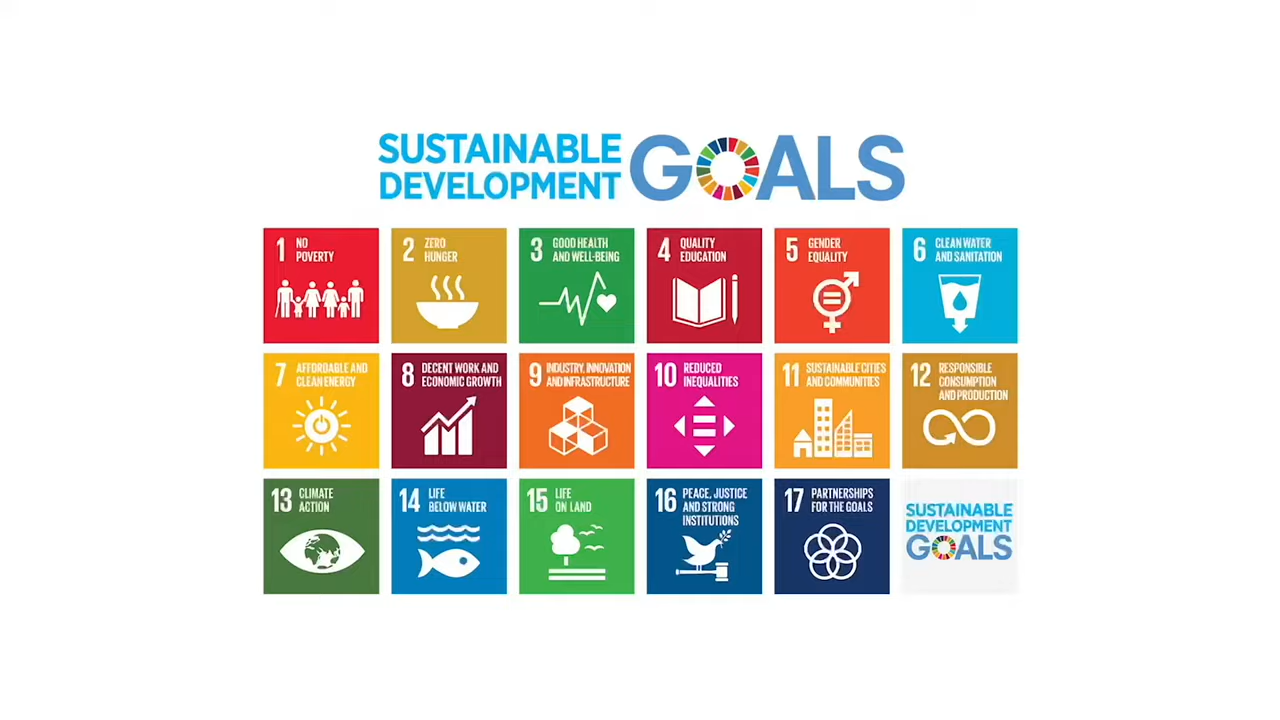 SUSTAINABLE
DEVELOPMENT
GOALS
1 NO
POVERTY
2 ZERO
HUNGER
3 GOOD HEALTH
AND WELL-BEING
4 QUALITY
EDUCATION
5 GENDER
EQUALITY
6 CLEAN WATER
AND SANITATION
7 AFFORDABLE AND
CLEAN ENERGY
8 DECENT WORK AND
ECONOMIC GROWTH
9 INDUSTRY, INNOVATION
AND INFRASTRUCTURE
10 REDUCED
INEQUALITIES
11 SUSTAINABLE CITIES
AND COMMUNITIES
12 RESPONSIBLE
CONSUMPTION
AND PRODUCTION
13 CLIMATE
ACTION
14 LIFE
BELOW WATER
15 LIFE
ON LAND
16 PEACE, JUSTICE
AND STRONG
INSTITUTIONS
17 PARTNERSHIPS
FOR THE GOALS
SUSTAINABLE
DEVELOPMENT
GOALS